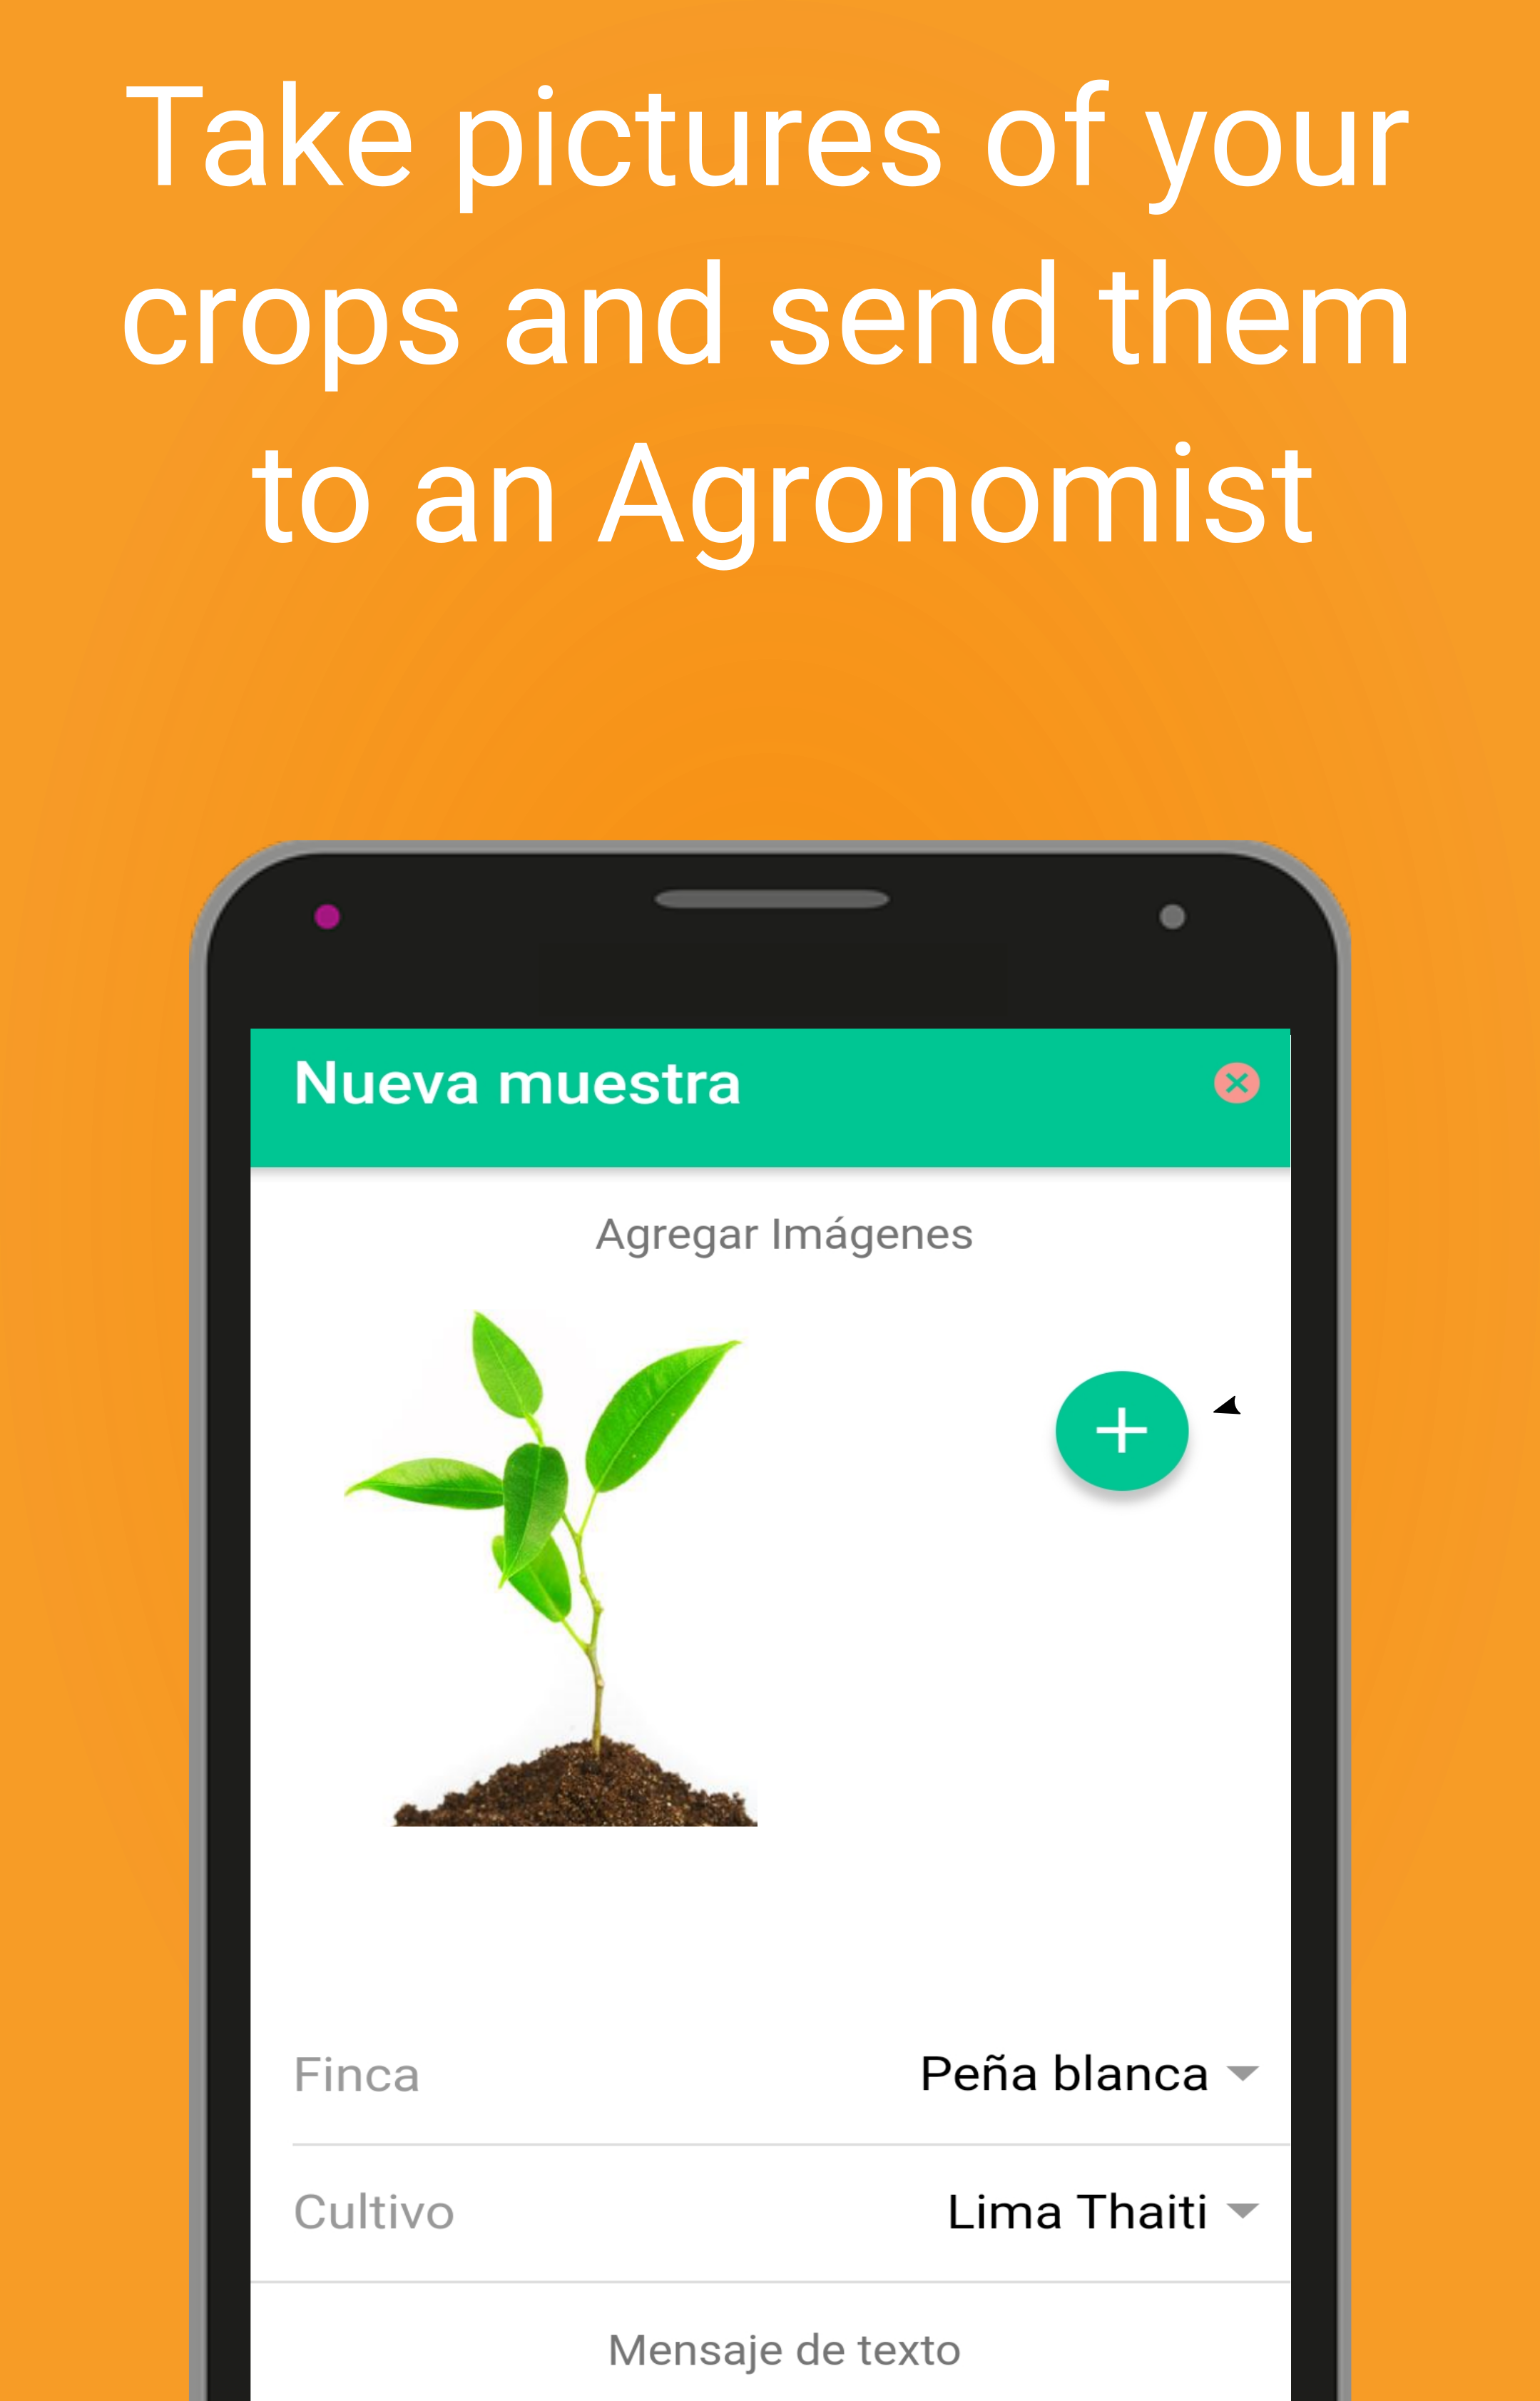 Take pictures of your
crops and send them
to an Agronomist
Nueva muestra
Agregar Imágenes
Finca
Peña blanca
Cultivo
Lima Thaiti
Mensaje de texto